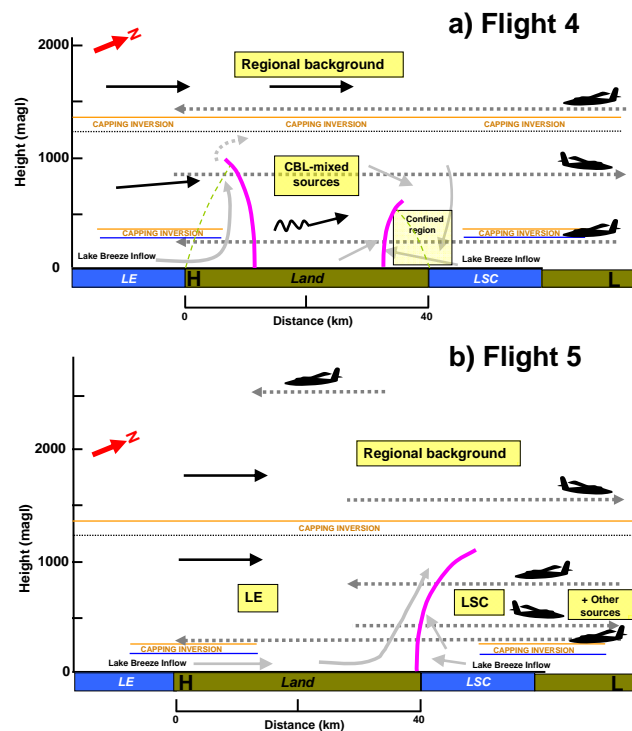 a) Flight 4
N
2000
Regional background
CAPPING INVERSION
CAPPING INVERSION
CAPPING INVERSION
Height (magl)
1000
CBL-mixed
sources
Confined
region
CAPPING INVERSION
CAPPING INVERSION
Lake Breeze Inflow
Lake Breeze Inflow
0
LE
H
Land
LSC
L
0
40
Distance (km)
b) Flight 5
N
2000
Regional background
Height (magl)
CAPPING INVERSION
1000
LE
LSC
+ Other
sources
CAPPING INVERSION
CAPPING INVERSION
Lake Breeze Inflow
Lake Breeze Inflow
0
LE
H
Land
LSC
L
0
40
Distance (km)